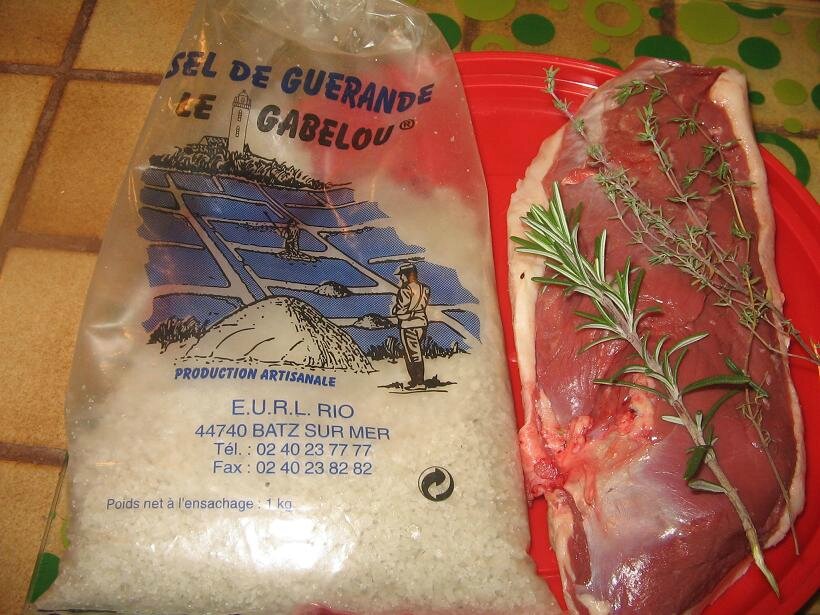 SEL DE GUERANDE
LE GABELOU®
PRODUCTION ARTISANALE
E.U.R.L. RIO
44740 BATZ SUR MER
Tél. : 02 40 23 77 77
Fax : 02 40 23 82 82
Poids net à l'ensachage : 1 kg